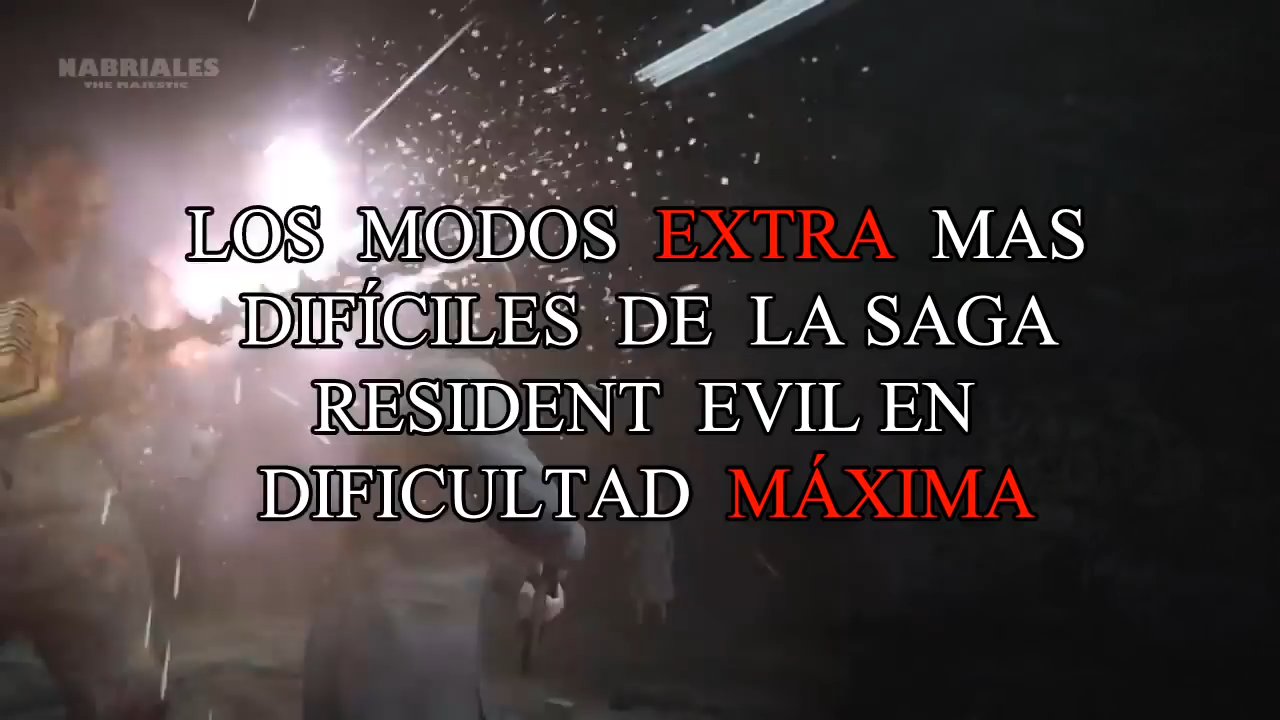 NABRIALES
THE MAJESTIC
LOS MODOS EXTRA MAS
DIFÍCILES DE LA SAGA
RESIDENT EVIL EN
DIFICULTAD MÁXIMA